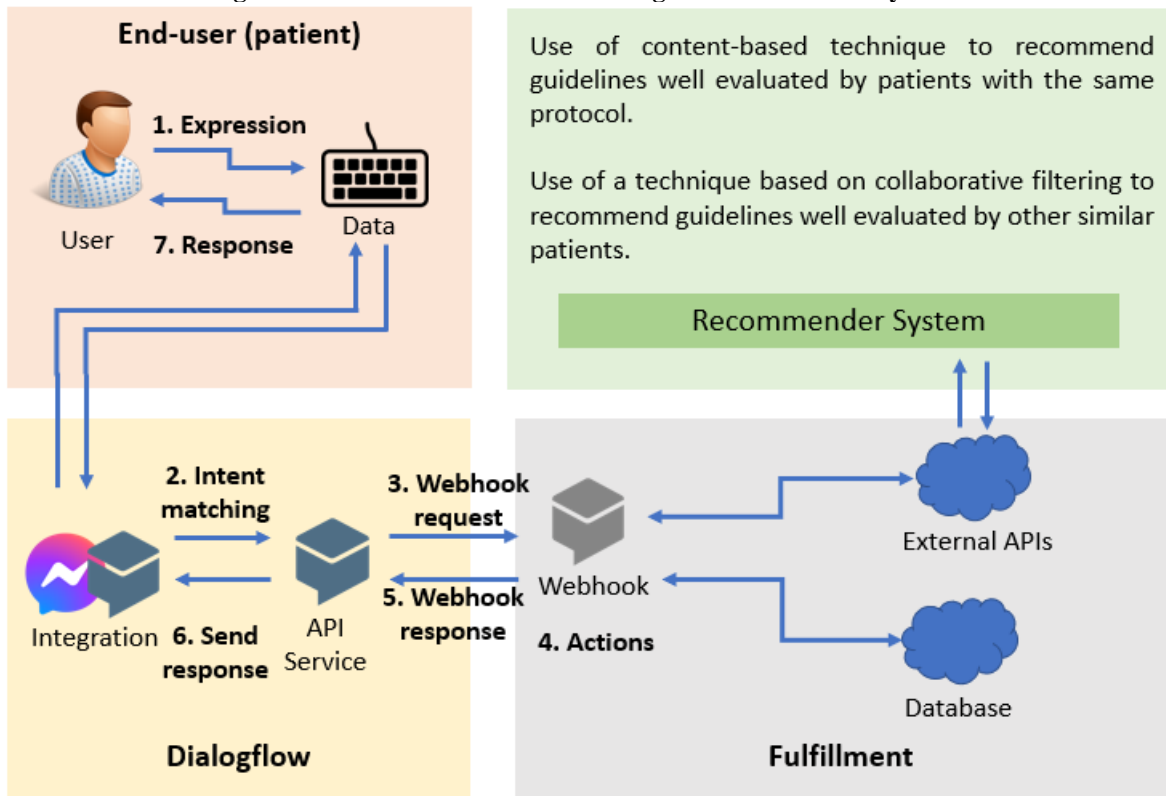 End-user (patient)
1. Expression
User
Data
7. Response
Use of content-based technique to recommend
guidelines well evaluated by patients with the same
protocol.
Use of a technique based on collaborative filtering to
recommend guidelines well evaluated by other similar
patients.
Recommender System
2. Intent
matching
3. Webhook
request
Integration
6. Send
response
API
Service
5. Webhook
response
Webhook
4. Actions
External APIs
Database
Dialogflow
Fulfillment